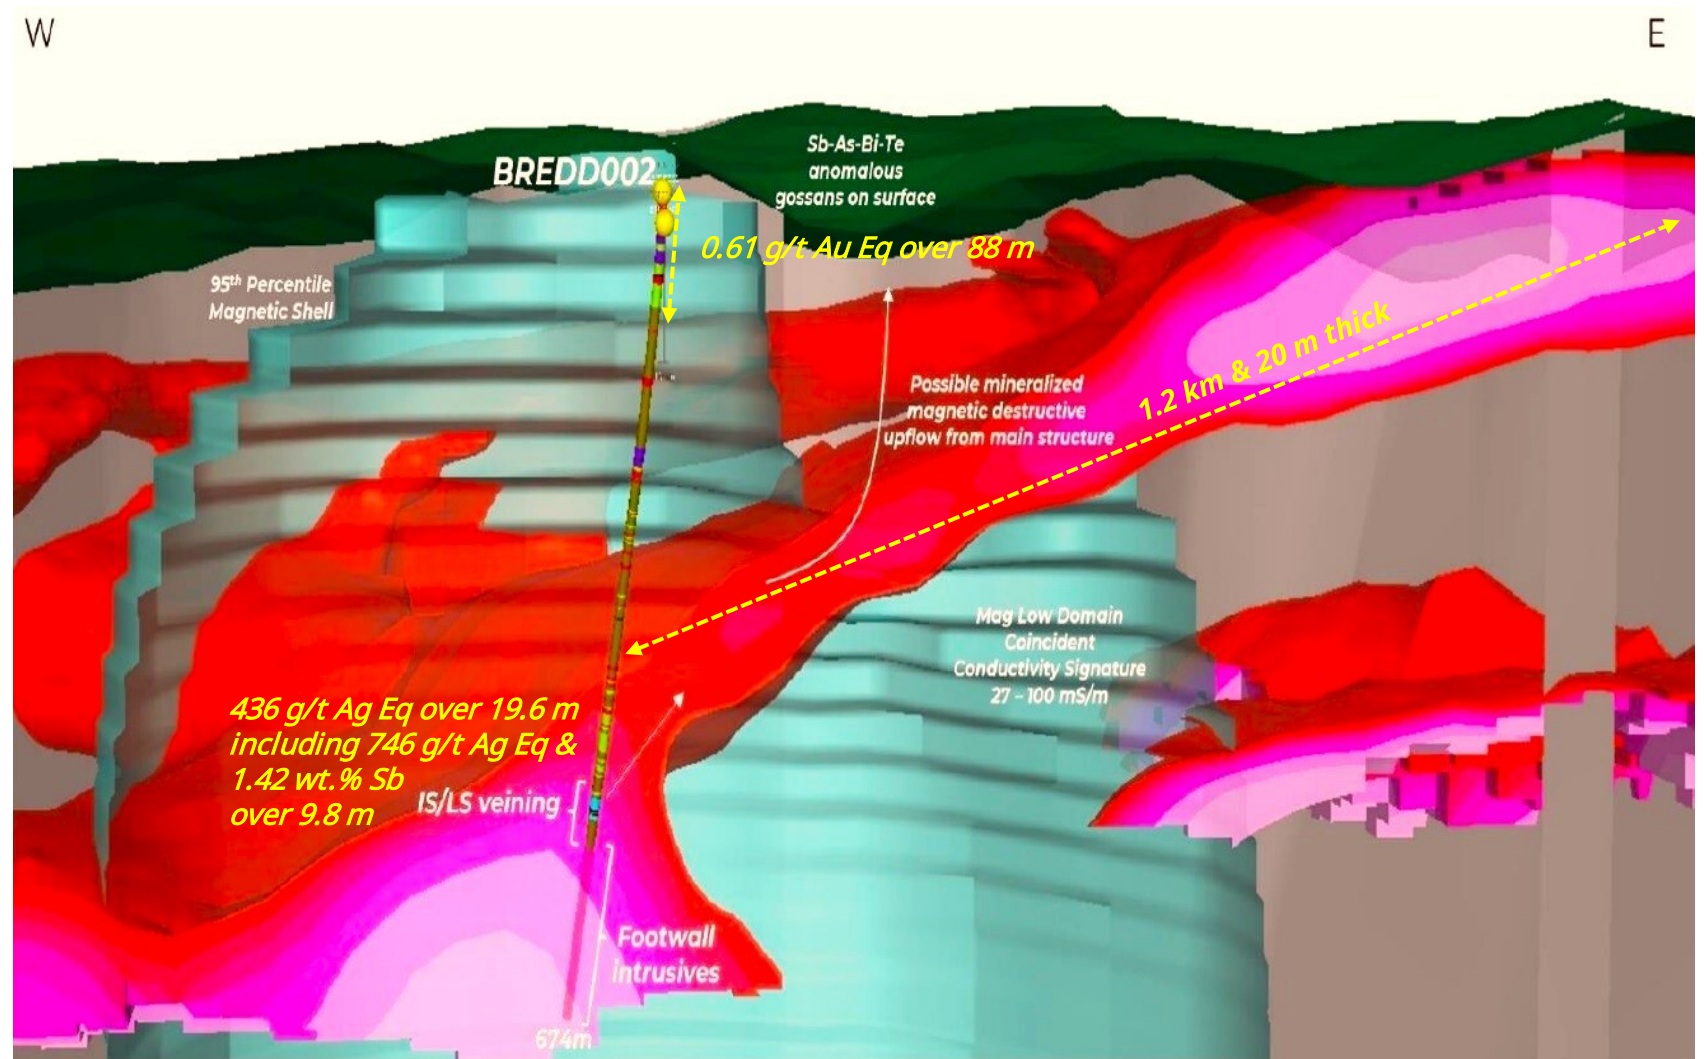 W
E
BREDD002
Sb-As-Bi-Te
anomalous
gossans on surface
0.61 g/t Au Eq over 88 m
95th Percentile
Magnetic Shell
1.2 km & 20 m thick
Possible mineralized
magnetic destructive
upflow from main structure
Mag Low Domain
Coincident
Conductivity Signature
27 – 100 mS/m
436 g/t Ag Eq over 19.6 m
including 746 g/t Ag Eq &
1.42 wt.% Sb
over 9.8 m
IS/LS veining
Footwall
intrusives
674m